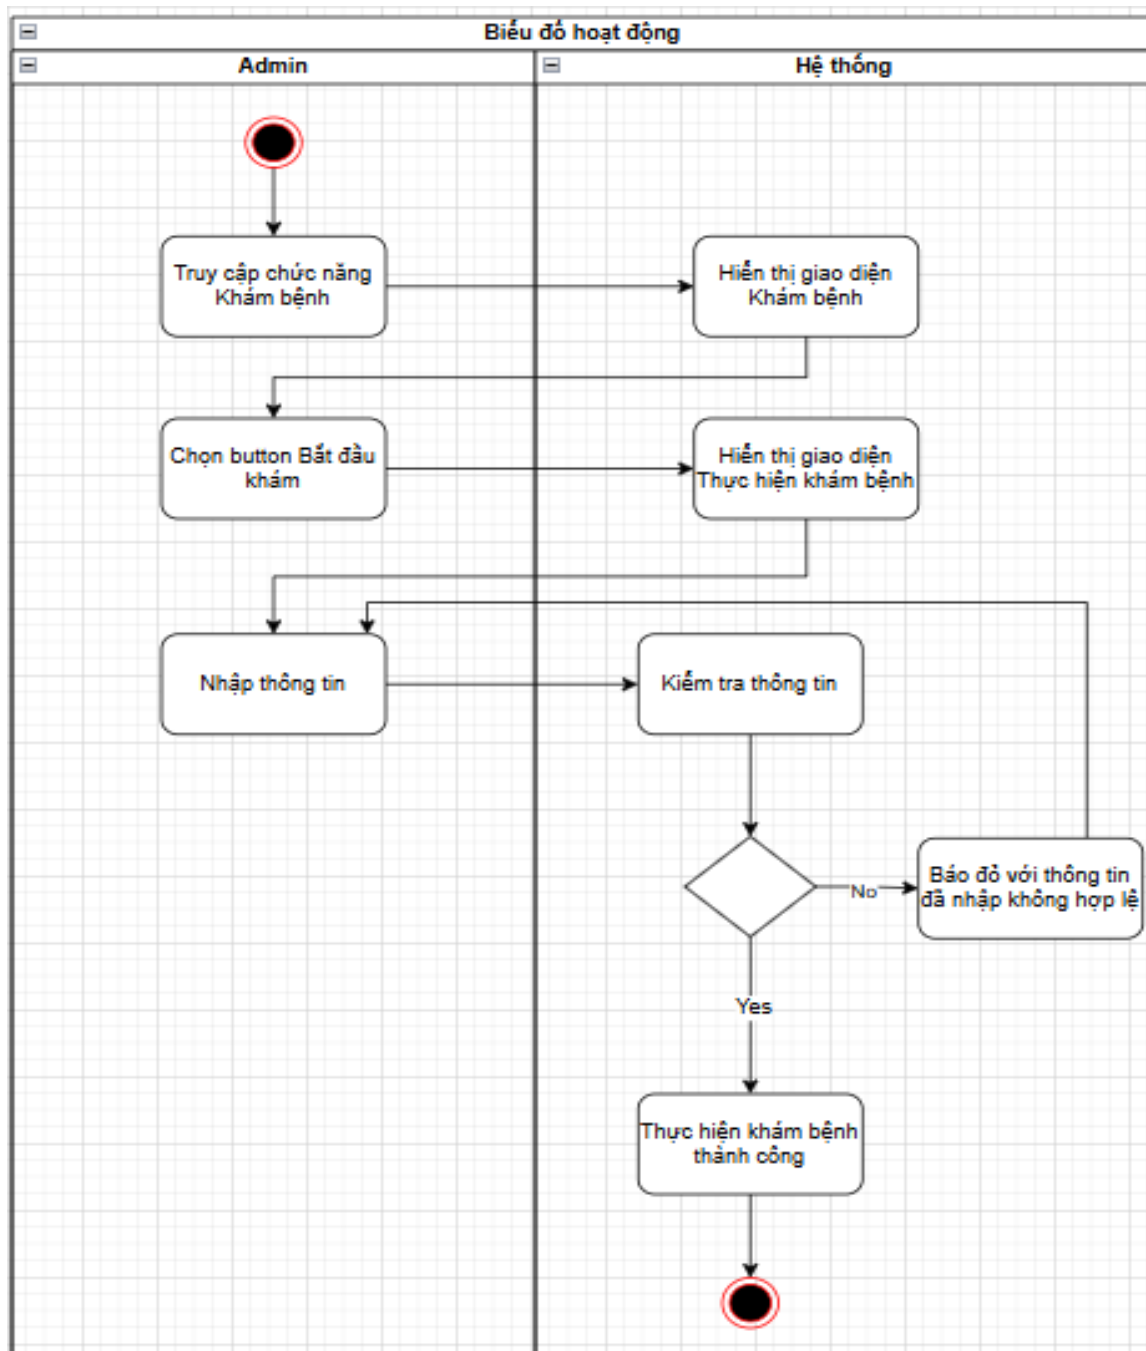 Biểu đồ hoạt động
Admin
Hệ thống
Truy cập chức năng
Khám bệnh
Hiển thị giao diện
Khám bệnh
Chọn button Bắt đầu
khám
Hiển thị giao diện
Thực hiện khám bệnh
Nhập thông tin
Kiểm tra thông tin
No
Báo đỏ với thông tin
đã nhập không hợp lệ
Yes
Thực hiện khám bệnh
thành công